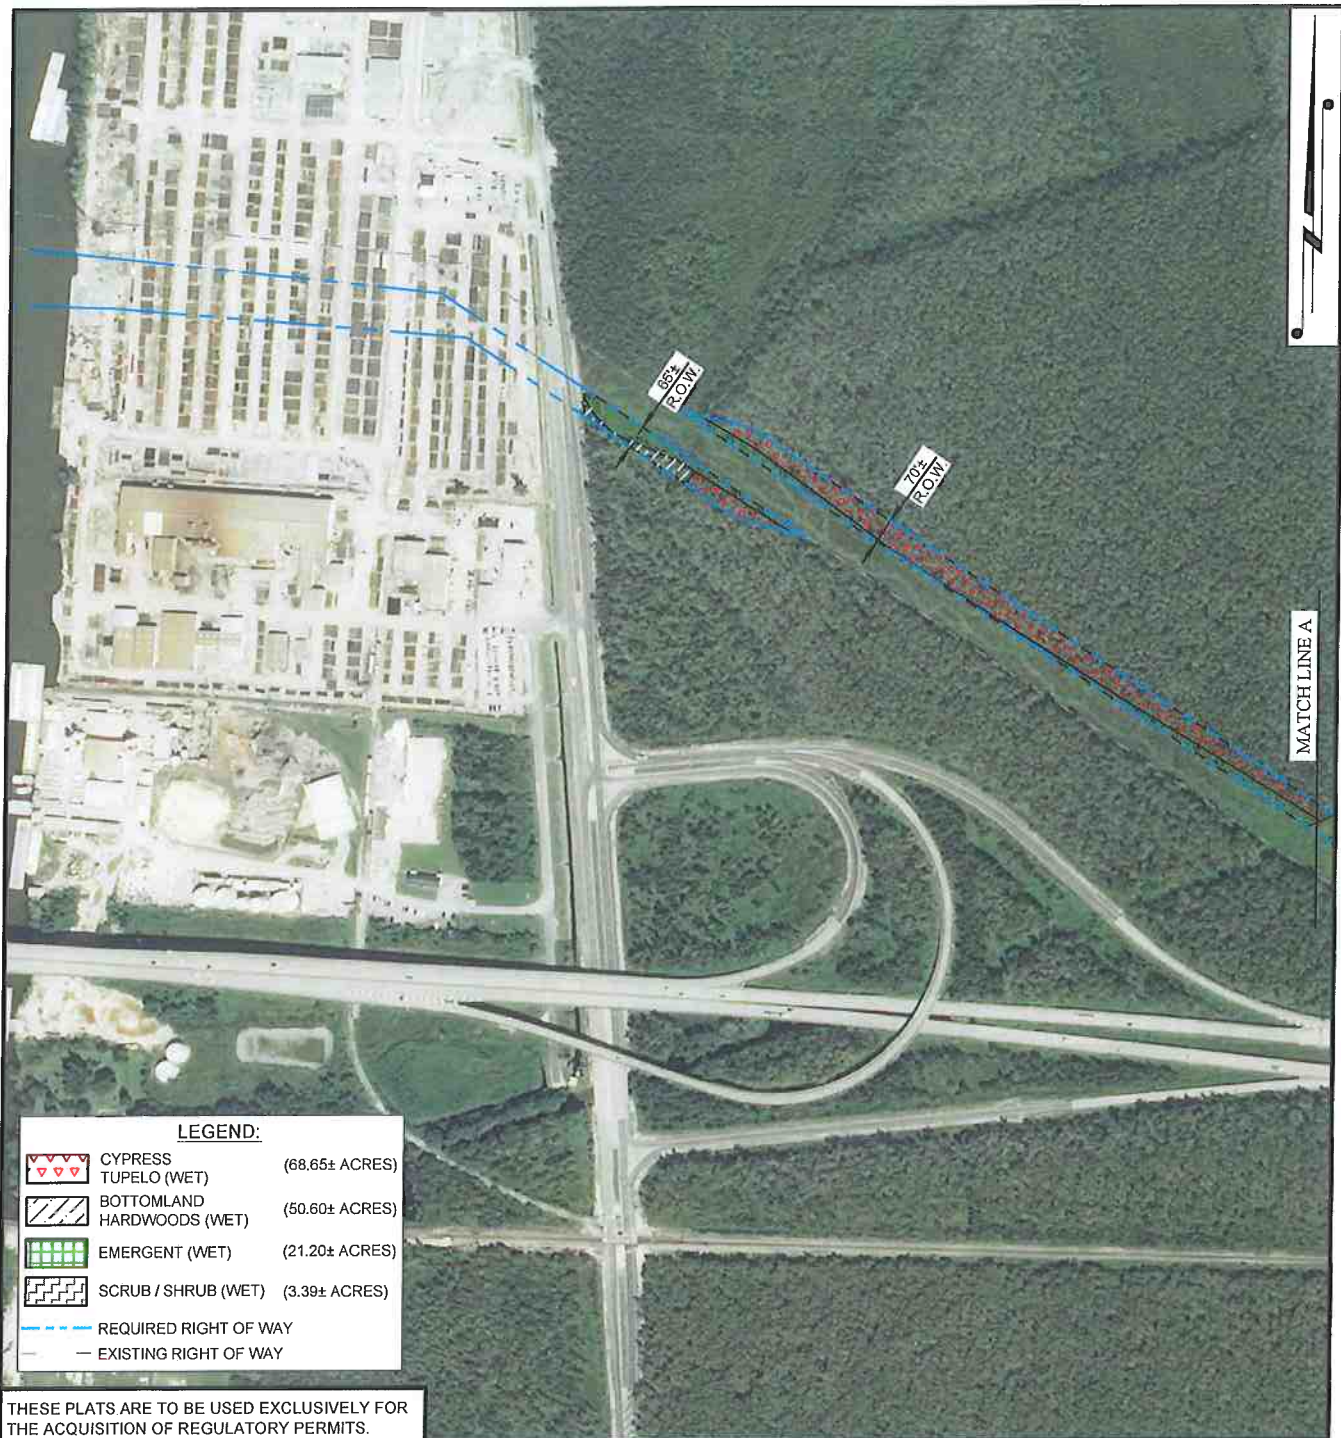 65'±
R.O.W.
70'±
R.O.W.
MATCH LINE A
LEGEND:
CYPRESS
TUPELO (WET) (68.65± ACRES)
BOTTOMLAND
HARDWOODS (WET) (50.60± ACRES)
EMERGENT (WET) (21.20± ACRES)
SCRUB / SHRUB (WET) (3.39± ACRES)
REQUIRED RIGHT OF WAY
EXISTING RIGHT OF WAY
THESE PLATS ARE TO BE USED EXCLUSIVELY FOR
THE ACQUISITION OF REGULATORY PERMITS.